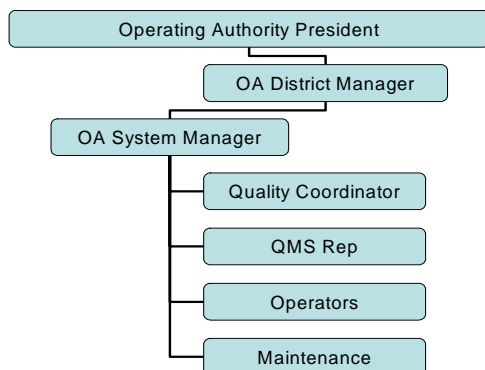 Operating Authority President
OA District Manager
OA System Manager
Quality Coordinator
QMS Rep
Operators
Maintenance